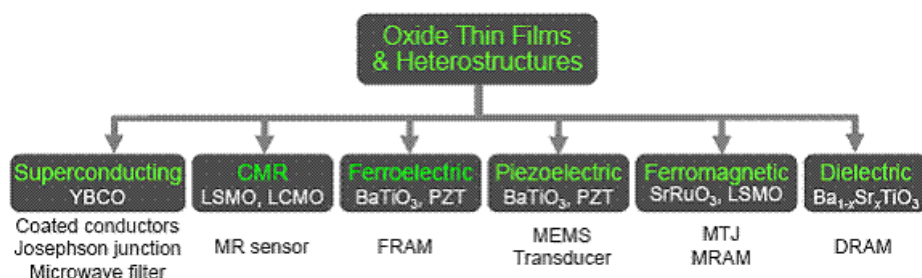 Oxide Thin Films
& Heterostructures
Superconducting
YBCO
Coated conductors
Josephson junction
Microwave filter
CMR
LSMO, LCMO
MR sensor
Ferroelectric
BaTiO₃, PZT
FRAM
Piezoelectric
BaTiO₃, PZT
MEMS
Transducer
Ferromagnetic
SrRuO₃, LSMO
MTJ
MRAM
Dielectric
Ba₁₋ₓSrₓTiO₃
DRAM